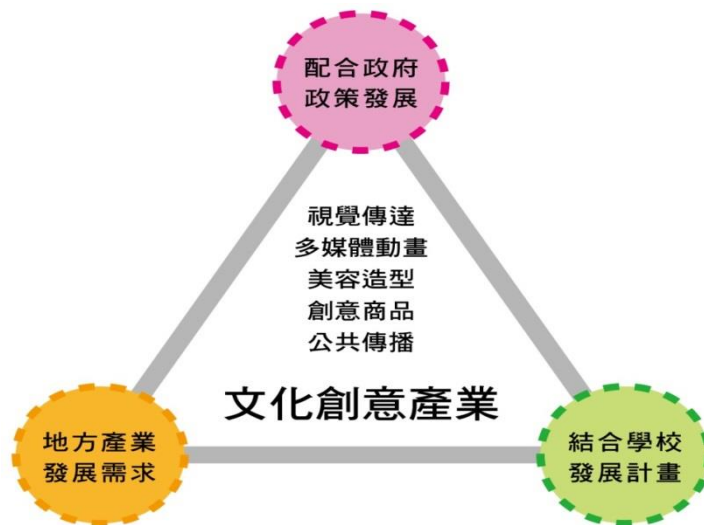 配合政府
政策發展
視覺傳達
多媒體動畫
美容造型
創意商品
公共傳播
文化創意產業
地方產業
發展需求
結合學校
發展計畫